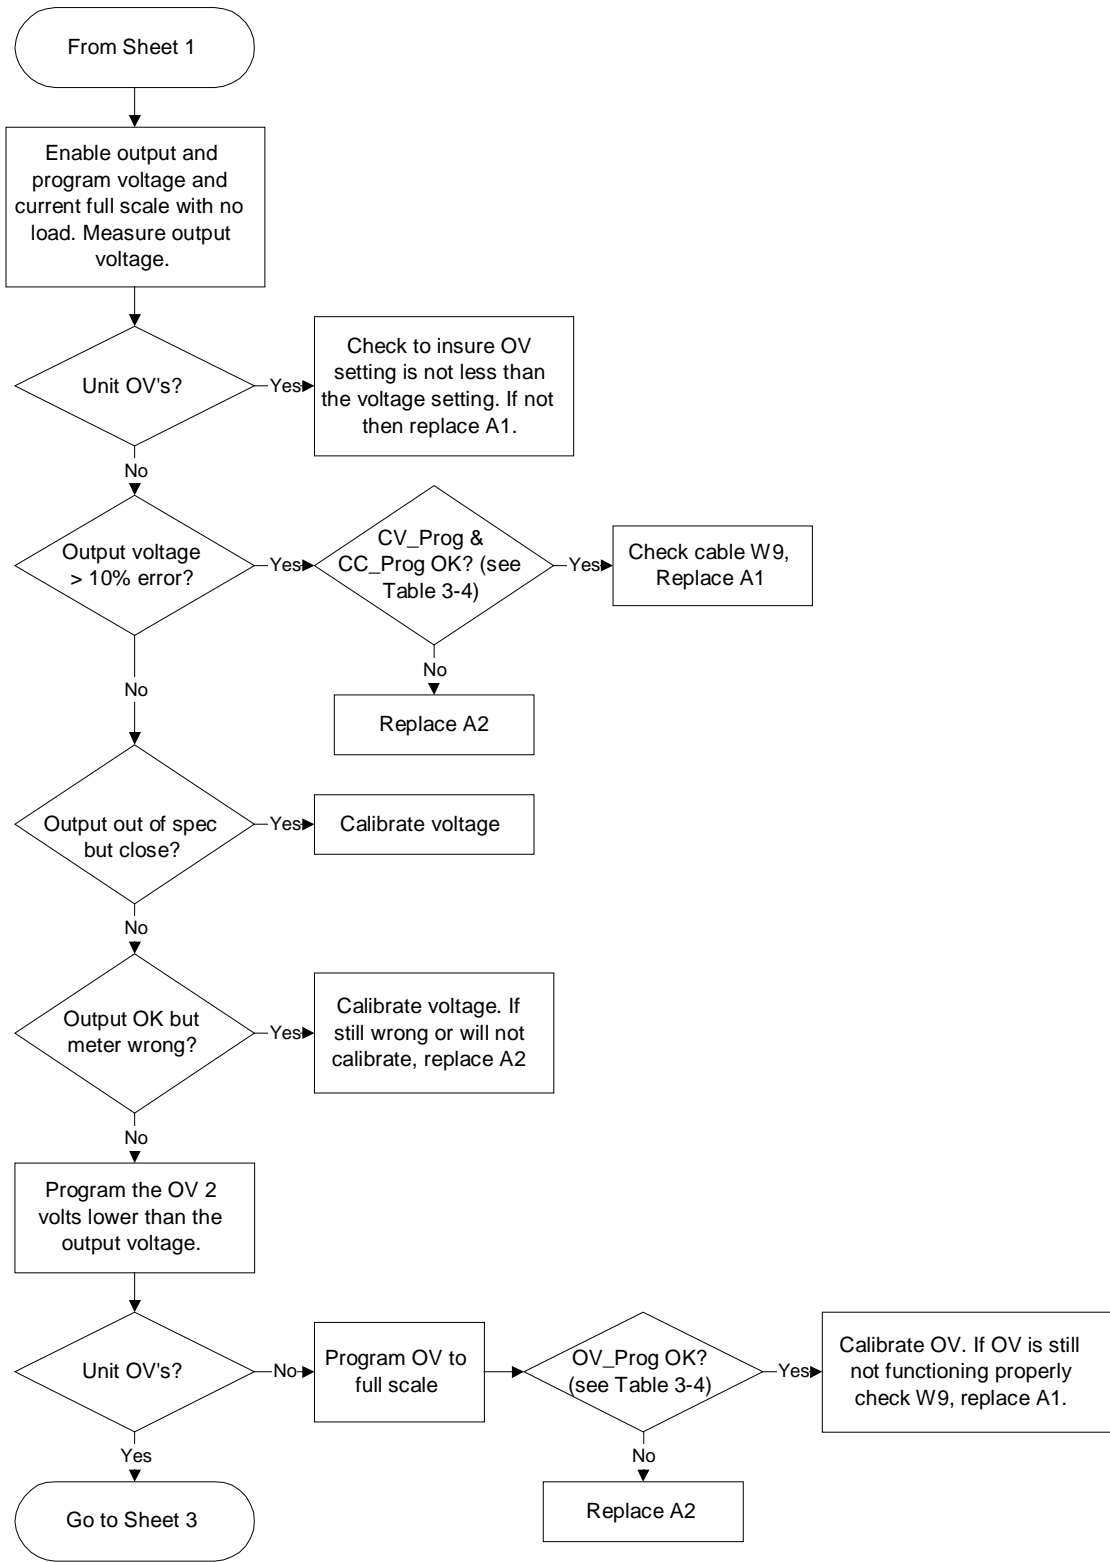 From Sheet 1
Enable output and
program voltage and
current full scale with no
load. Measure output
voltage.
Unit OV's?
Yes
Check to insure OV
setting is not less than
the voltage setting. If not
then replace A1.
No
Output voltage
> 10% error?
Yes
CV_Prog &
CC_Prog OK? (see
Table 3-4)
Yes
Check cable W9,
Replace A1
No
Replace A2
No
Output out of spec
but close?
Yes
Calibrate voltage
No
Output OK but
meter wrong?
Yes
Calibrate voltage. If
still wrong or will not
calibrate, replace A2
No
Program the OV 2
volts lower than the
output voltage.
Unit OV's?
No
Program OV to
full scale
OV_Prog OK?
(see Table 3-4)
Yes
Calibrate OV. If OV is still
not functioning properly
check W9, replace A1.
No
Replace A2
Yes
Go to Sheet 3